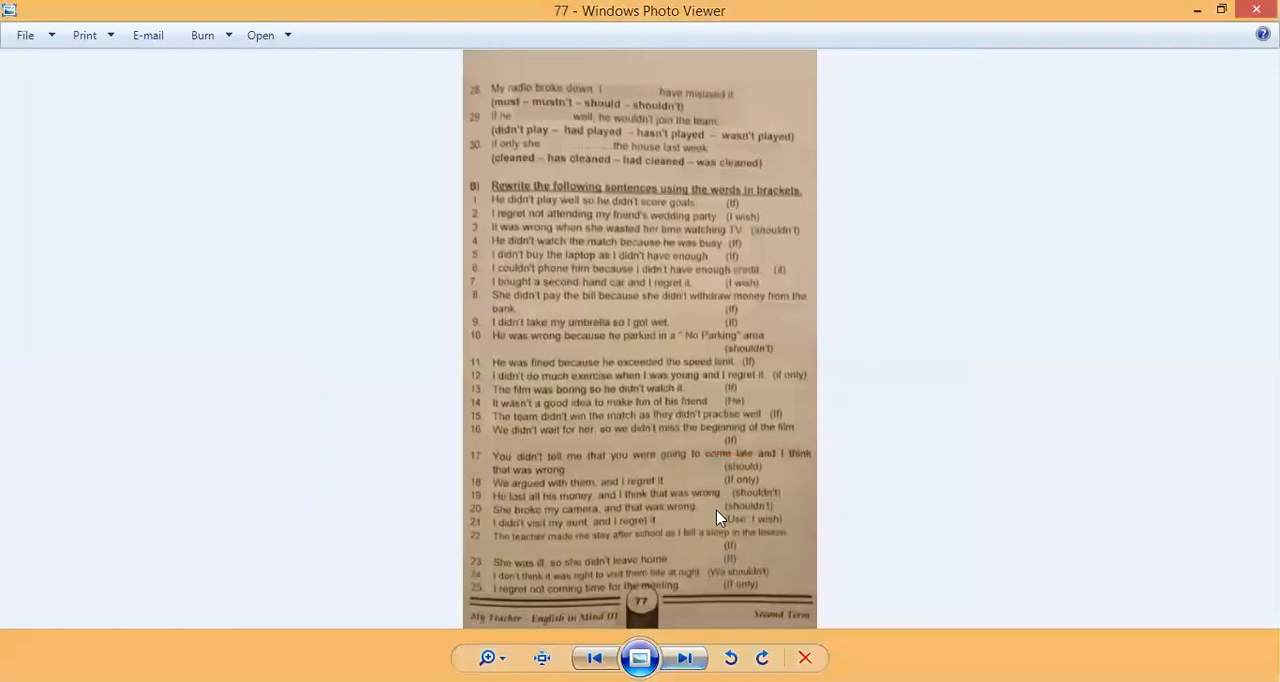 77 - Windows Photo Viewer
File Print E-mail Burn Open
28. My radio broke down. I have misused it
(must – mustn't – should – shouldn't)
29. If he well, he wouldn't join the team.
(didn't play – had played – hasn't played – wasn't played)
30. If only she ............ the house last week
(cleaned – has cleaned – had cleaned – was cleaned)
B) Rewrite the following sentences using the words in brackets.
1. He didn't play well so he didn't score goals. (If)
2. I regret not attending my friend's wedding party (I wish)
3. It was wrong when she wasted her time watching TV. (shouldn't)
4. He didn't watch the match because he was busy (If)
5. I didn't buy the laptop as I didn't have enough (If)
6. I couldn't phone him because I didn't have enough credit. (if)
7. I bought a second hand car and I regret it. (I wish)
8. She didn't pay the bill because she didn't withdraw money from the
bank. (If)
9. I didn't take my umbrella so I got wet. (If)
10. He was wrong because he parked in a " No Parking" area
(shouldn't)
11. He was fined because he exceeded the speed limit. (If)
12. I didn't do much exercise when I was young and I regret it. (if only)
13. The film was boring so he didn't watch it. (If)
14. It wasn't a good idea to make fun of his friend (He)
15. The team didn't win the match as they didn't practise well (If)
16. We didn't wait for her, so we didn't miss the beginning of the film
(If)
17. You didn't tell me that you were going to come late and I think
that was wrong (should)
18. We argued with them, and I regret it (If only)
19. He lost all his money, and I think that was wrong (shouldn't)
20. She broke my camera, and that was wrong. (shouldn't)
21. I didn't visit my aunt, and I regret it (Use: I wish)
22. The teacher made me stay after school as I fell a sleep in the lesson
(If)
23. She was ill, so she didn't leave home (If)
24. I don't think it was right to visit them late at night (We shouldn't)
25. I regret not coming time for the meeting (If only)
77
My Teacher - English in Mind III Second Term